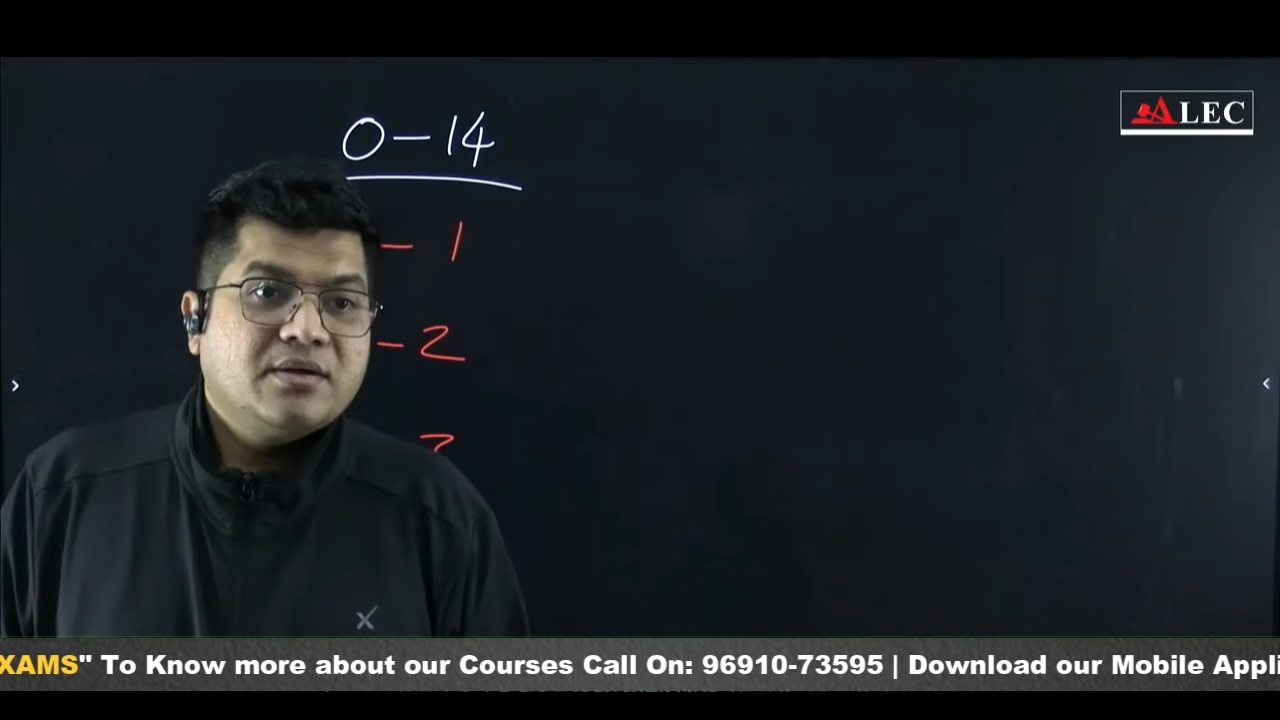 0-14
ALEC
- 1
- 2
XAMS" To Know more about our Courses Call On: 96910-73595 | Download our Mobile Appli